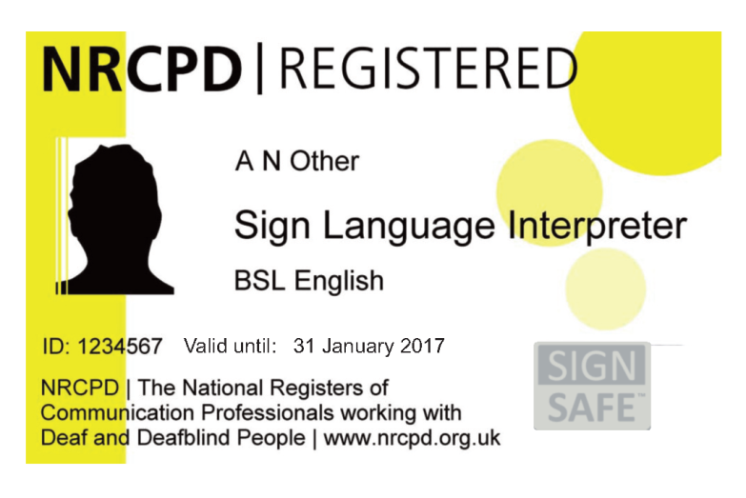 NRCPD | REGISTERED
A N Other
Sign Language Interpreter
BSL English
ID: 1234567 Valid until: 31 January 2017
NRCPD | The National Registers of
Communication Professionals working with
Deaf and Deafblind People | www.nrcpd.org.uk
SIGN
SAFE™